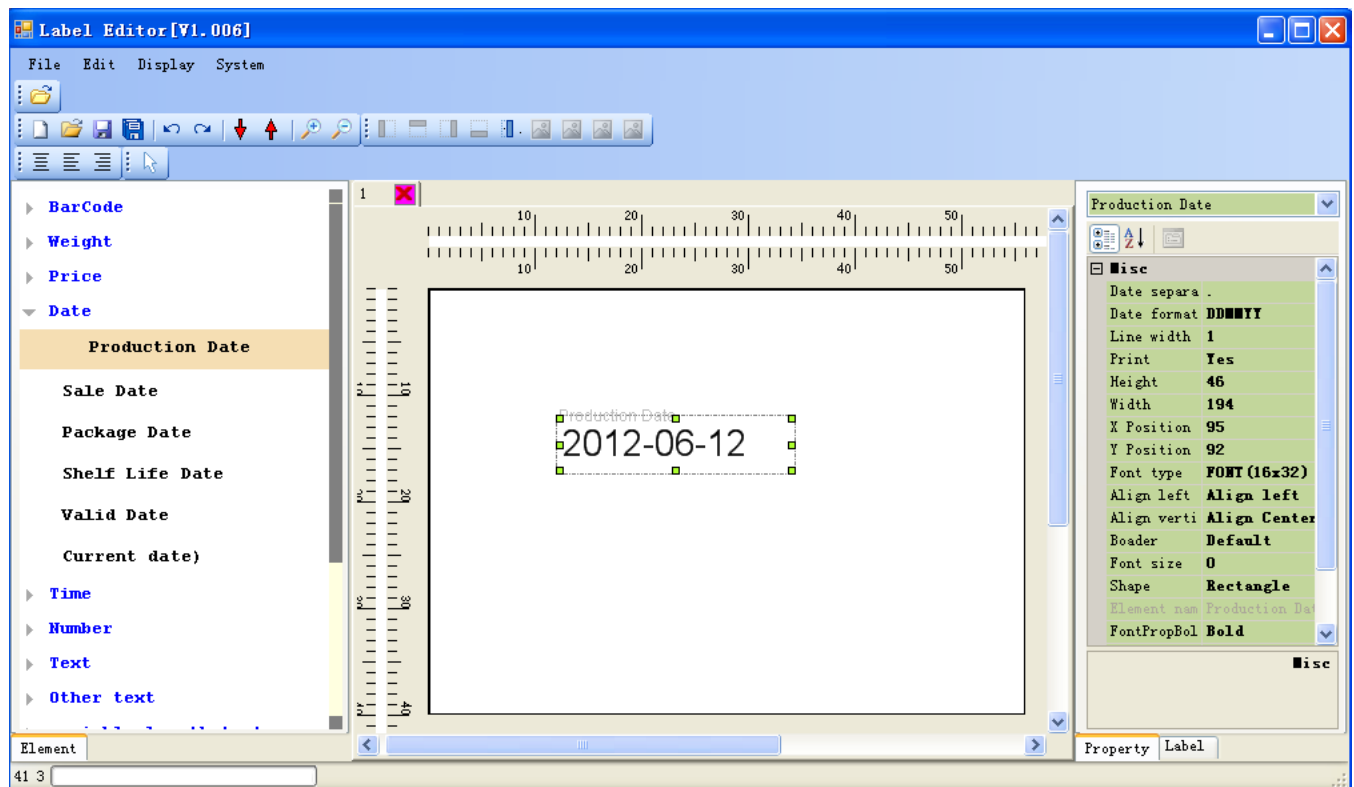 Label Editor[V1.006]
File Edit Display System
BarCode
Weight
Price
Date
Production Date
Sale Date
Package Date
Shelf Life Date
Valid Date
Current date)
Time
Number
Text
Other text
Element
41 3
1
10 20 30 40 50
10 20 30 40 50
10 10
20
30
40
Production Date
2012-06-12
Production Date
Misc
Date separa .
Date format DDMMYY
Line width 1
Print Yes
Height 46
Width 194
X Position 95
Y Position 92
Font type FONT(16x32)
Align left Align left
Align verti Align Center
Boader Default
Font size 0
Shape Rectangle
Element nam Production Dat
FontPropBol Bold
Misc
Property Label